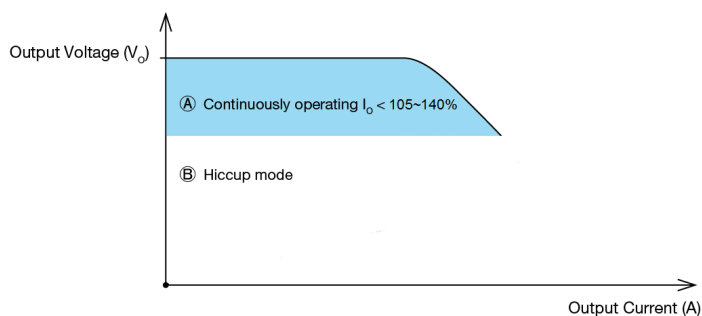 Output Voltage (Vo)
Ⓐ Continuously operating Io < 105~140%
Ⓑ Hiccup mode
Output Current (A)